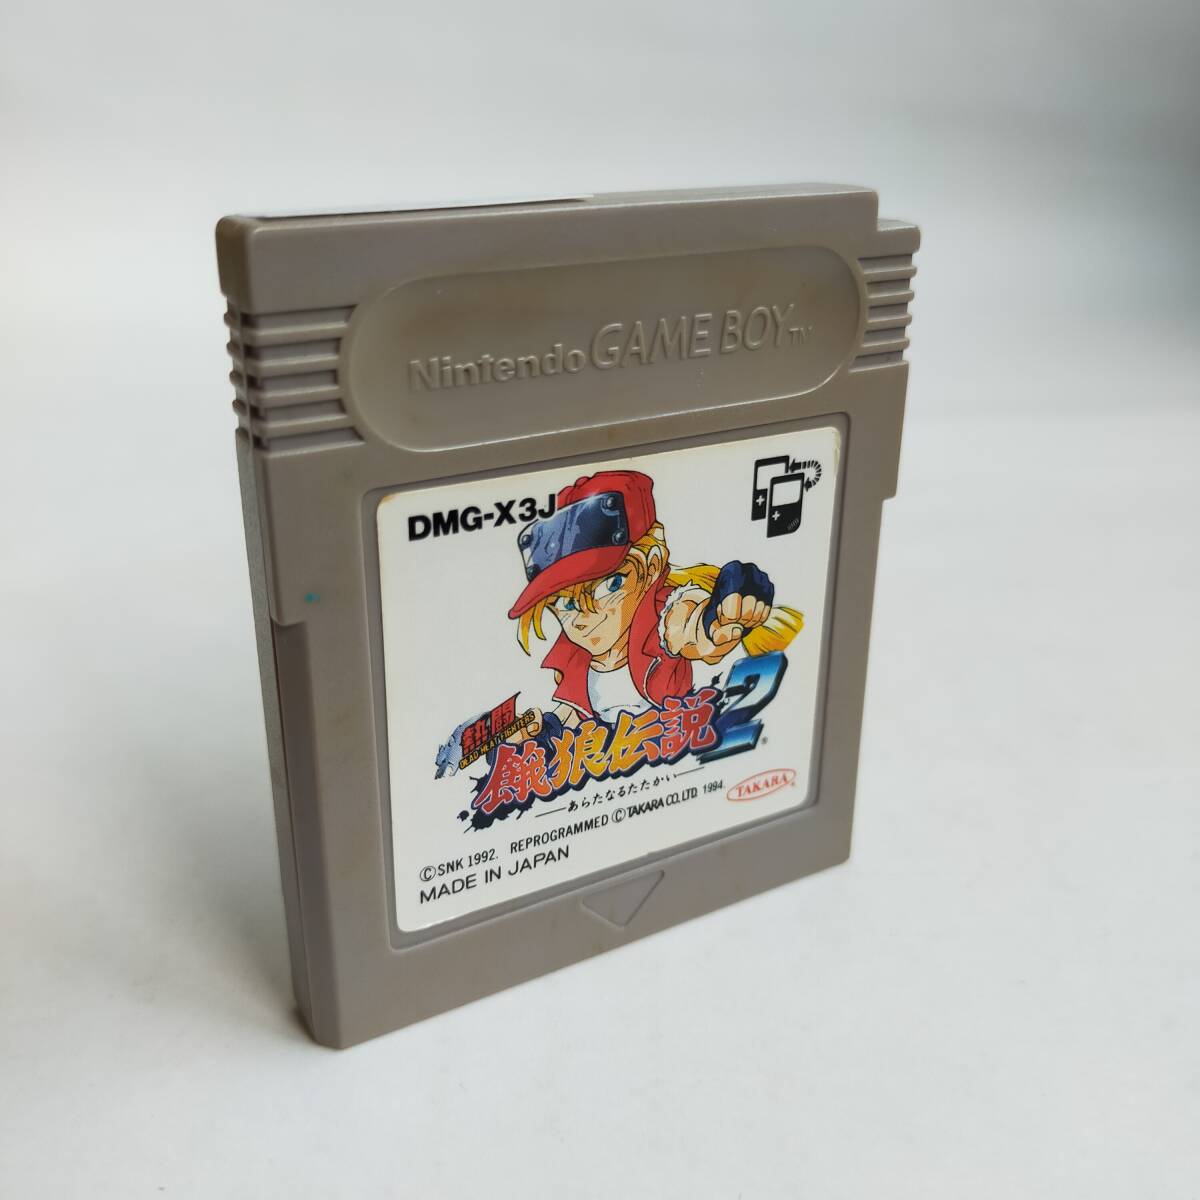 Nintendo GAME BOY TM
DMG-X3J
熱闘
DEAD HEAT FIGHTERS
餓狼伝説2®
あらたなるたたかい
TAKARA®
©SNK 1992. REPROGRAMMED ©TAKARA CO.,LTD. 1994.
MADE IN JAPAN